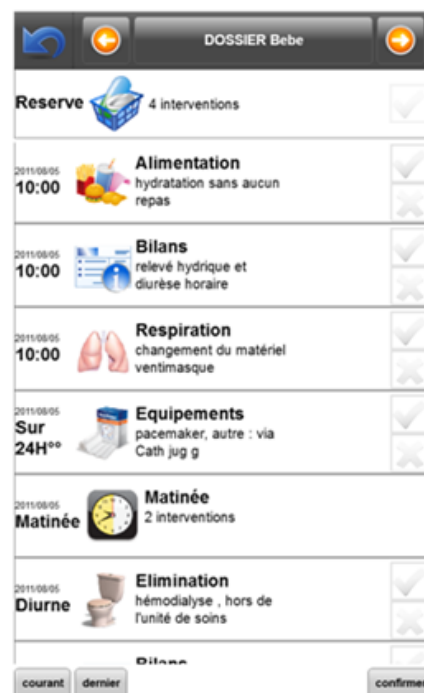 DOSSIER Bebe
Reserve
4 interventions
2011/08/05
10:00
Alimentation
hydratation sans aucun
repas
2011/08/05
10:00
Bilans
relevé hydrique et
diurèse horaire
2011/08/05
10:00
Respiration
changement du matériel
ventimasque
2011/08/05
Sur
24H°°
Equipements
pacemaker, autre : via
Cath jug g
2011/08/05
Matinée
Matinée
2 interventions
2011/08/05
Diurne
Elimination
hémodialyse , hors de
l'unité de soins
Bilans
courant
dernier
confirmer